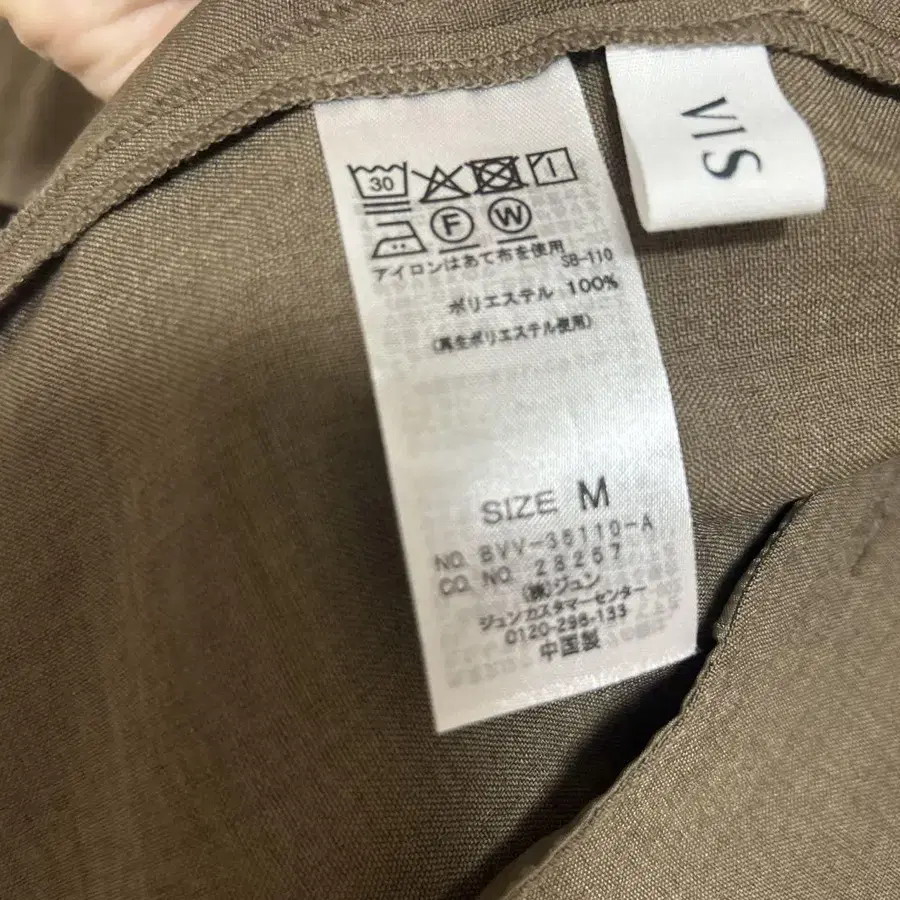 VIS
30
F W
アイロンはあて布を使用
SB-110
ポリエステル 100%
(再生ポリエステル使用)
SIZE M
NO. BVV-36110-A
CO. NO. 28267
(株)ジュン
ジュンカスタマーセンター
0120-298-133
中国製